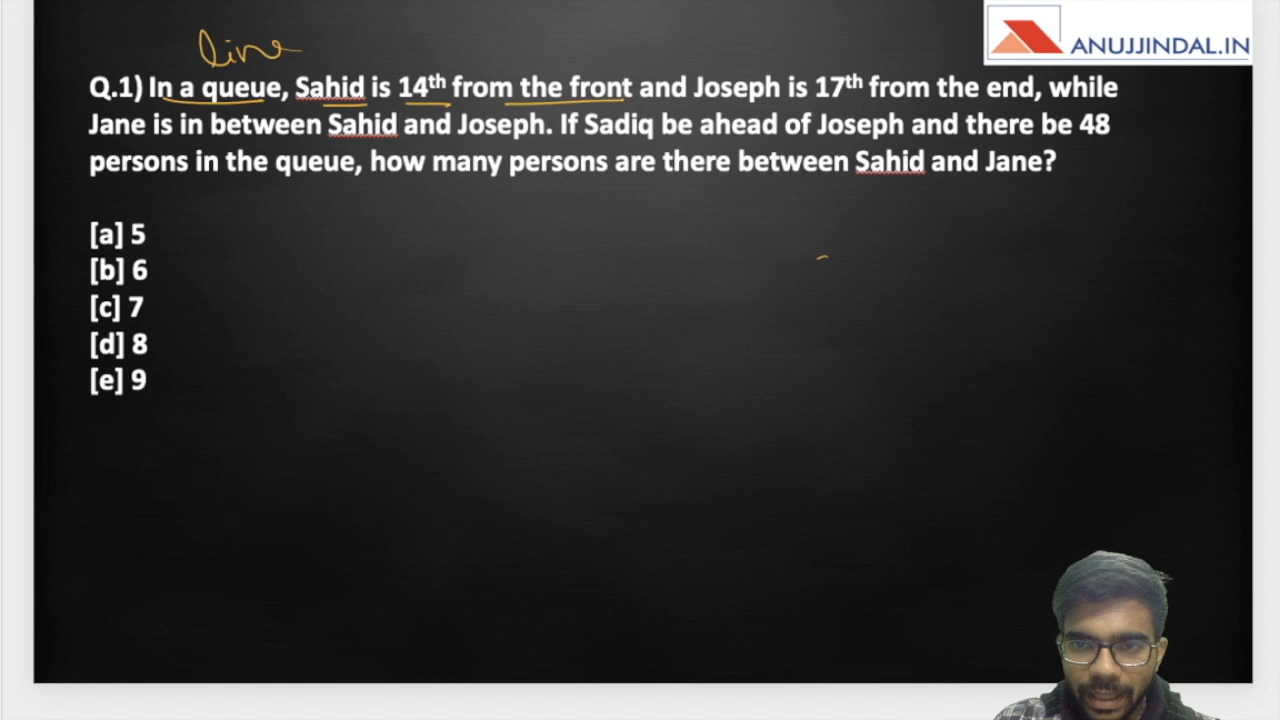 ANUJJINDAL.IN
line
Q.1) In a queue, Sahid is 14th from the front and Joseph is 17th from the end, while
Jane is in between Sahid and Joseph. If Sadiq be ahead of Joseph and there be 48
persons in the queue, how many persons are there between Sahid and Jane?
[a] 5
[b] 6
[c] 7
[d] 8
[e] 9